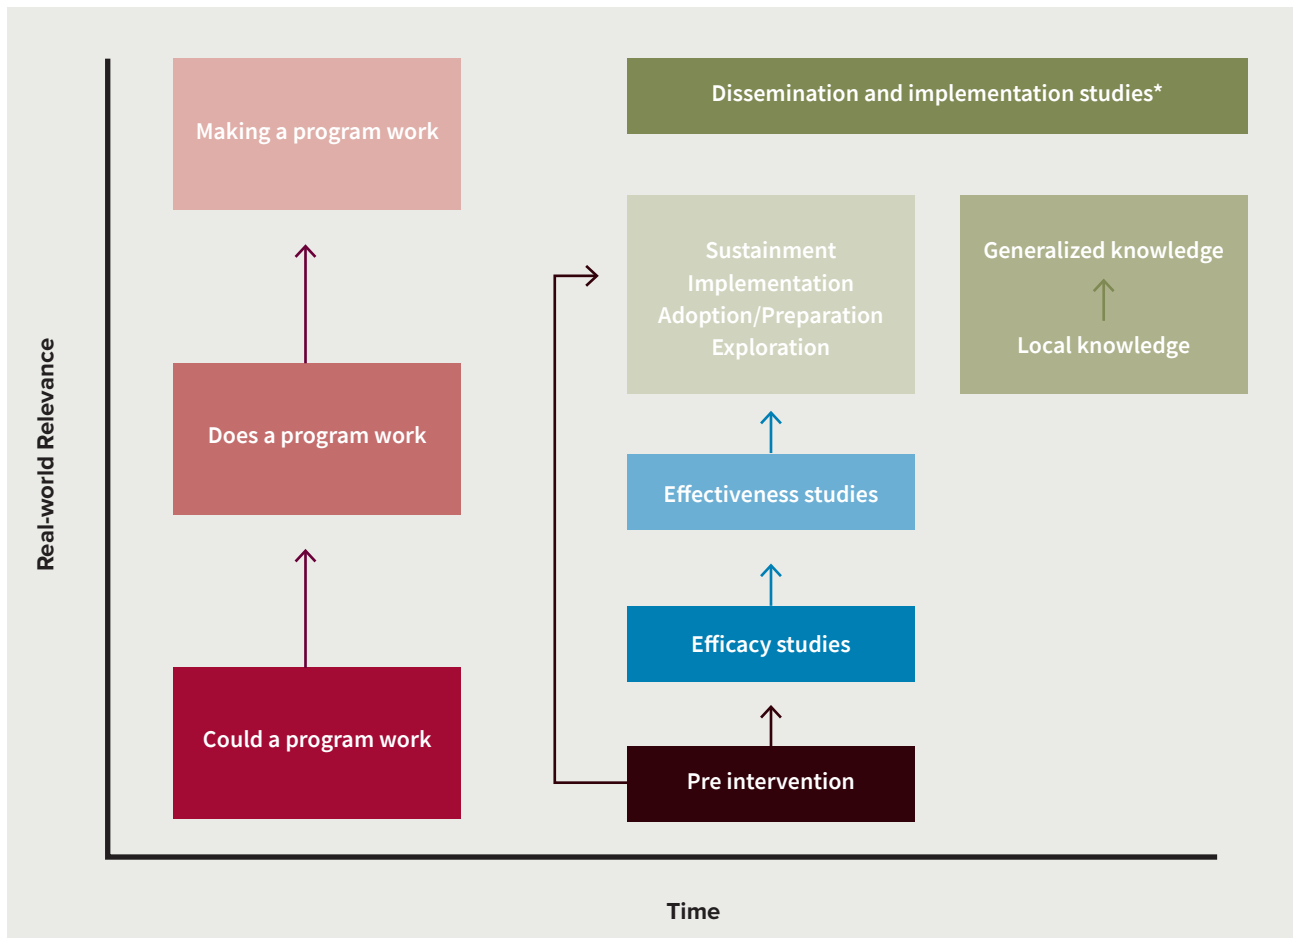 Real-world Relevance
Making a program work
Does a program work
Could a program work
Dissemination and implementation studies*
Sustainment
Implementation
Adoption/Preparation
Exploration
Generalized knowledge
Local knowledge
Effectiveness studies
Efficacy studies
Pre intervention
Time